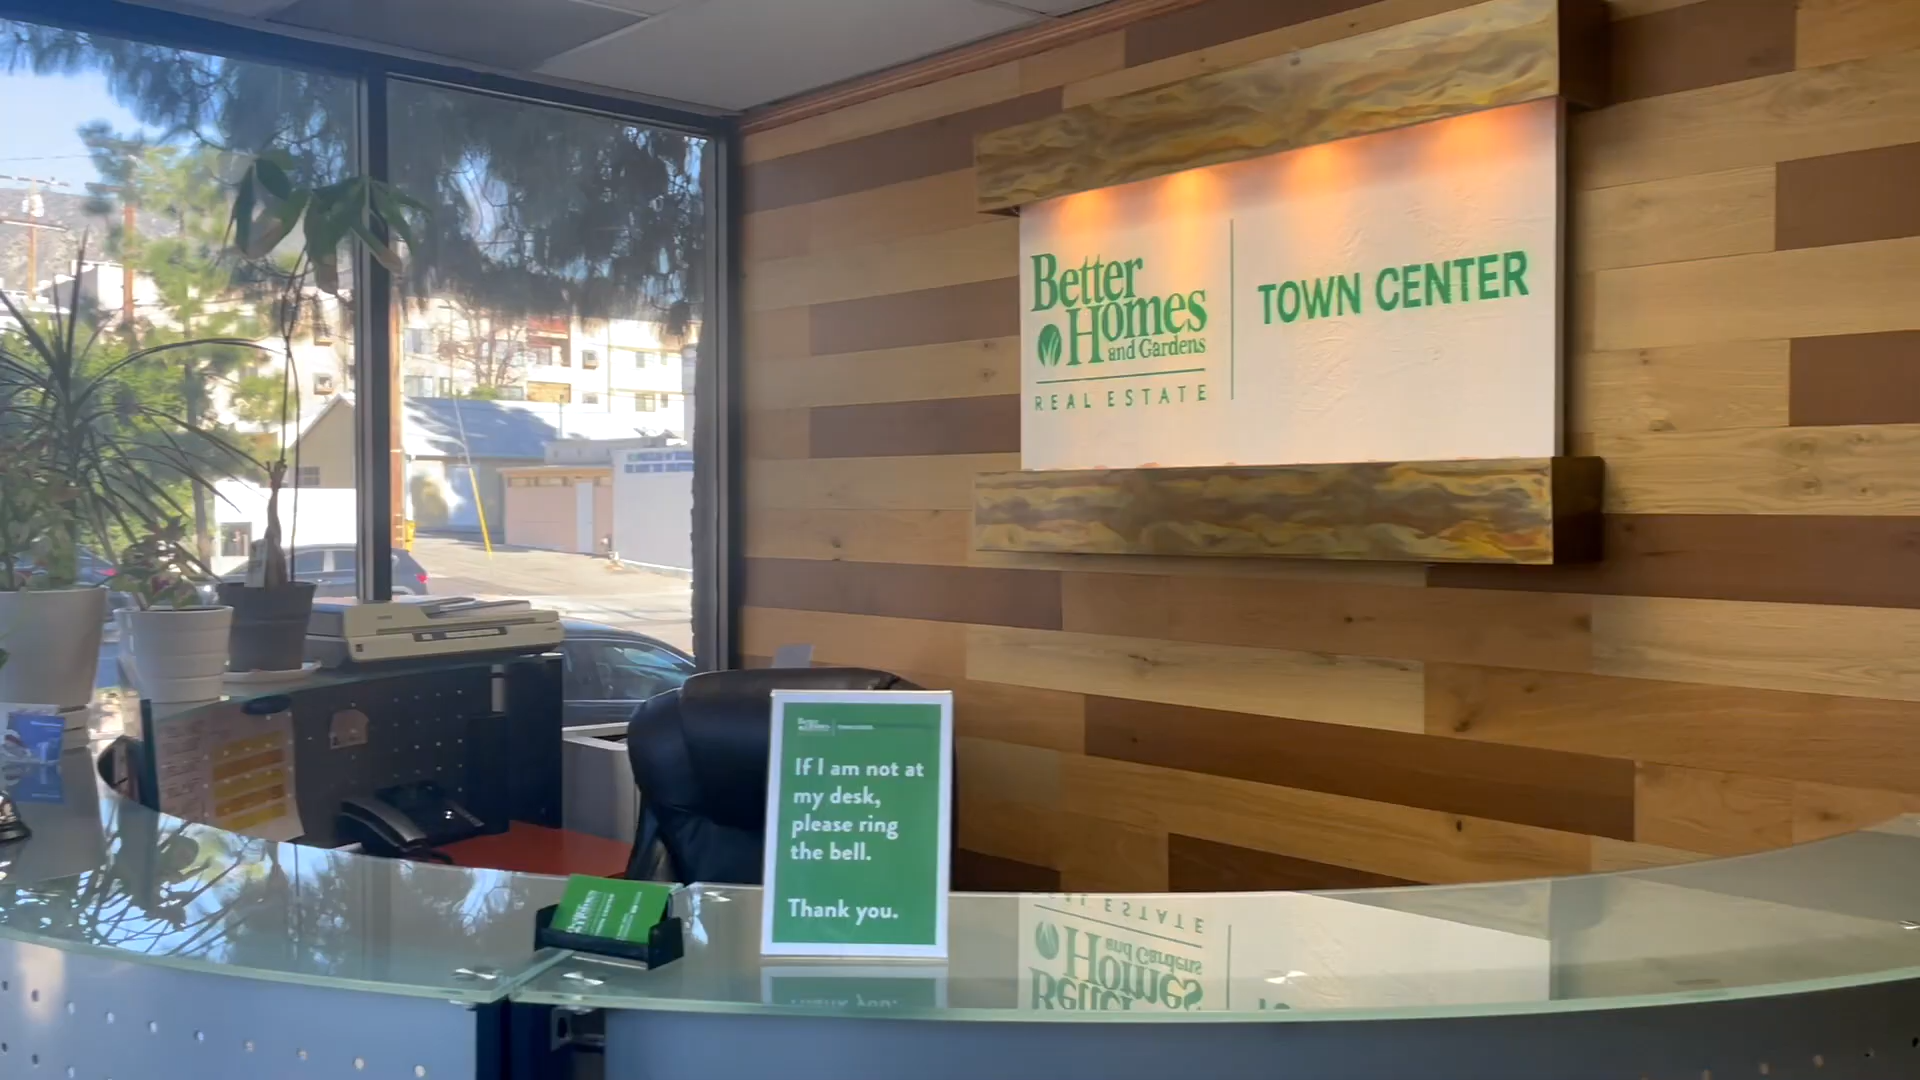 Better
Homes
and Gardens
REAL ESTATE
TOWN CENTER
If I am not at
my desk,
please ring
the bell.
Thank you.